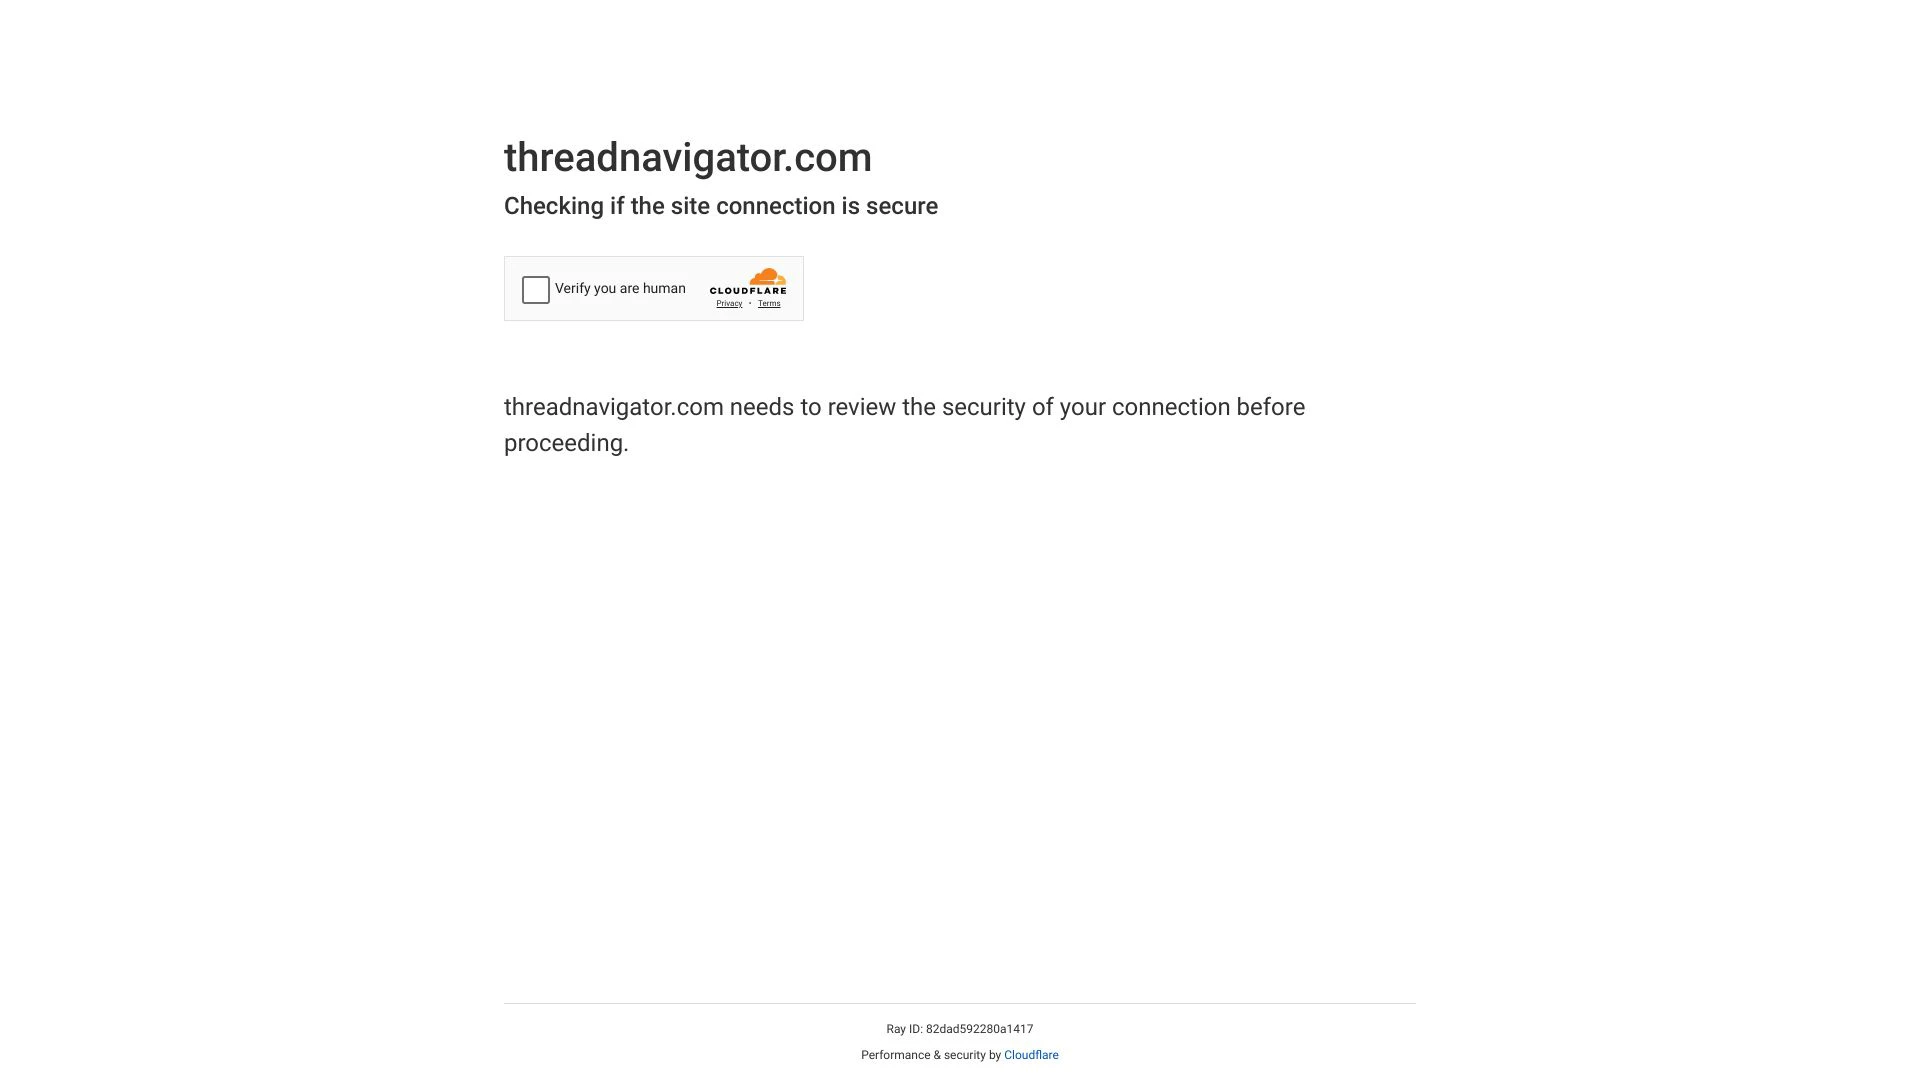 threadnavigator.com
Checking if the site connection is secure
Verify you are human
CLOUDFLARE
Privacy • Terms
threadnavigator.com needs to review the security of your connection before
proceeding.
Ray ID: 82dad592280a1417
Performance & security by Cloudflare